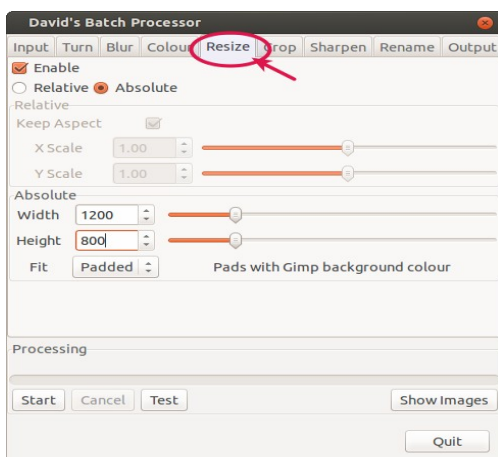 David's Batch Processor
Input Turn Blur Colour Resize Crop Sharpen Rename Output
Enable
Relative Absolute
Relative
Keep Aspect
X Scale 1.00
Y Scale 1.00
Absolute
Width 1200
Height 800
Fit Padded Pads with Gimp background colour
Processing
Start Cancel Test Show Images
Quit